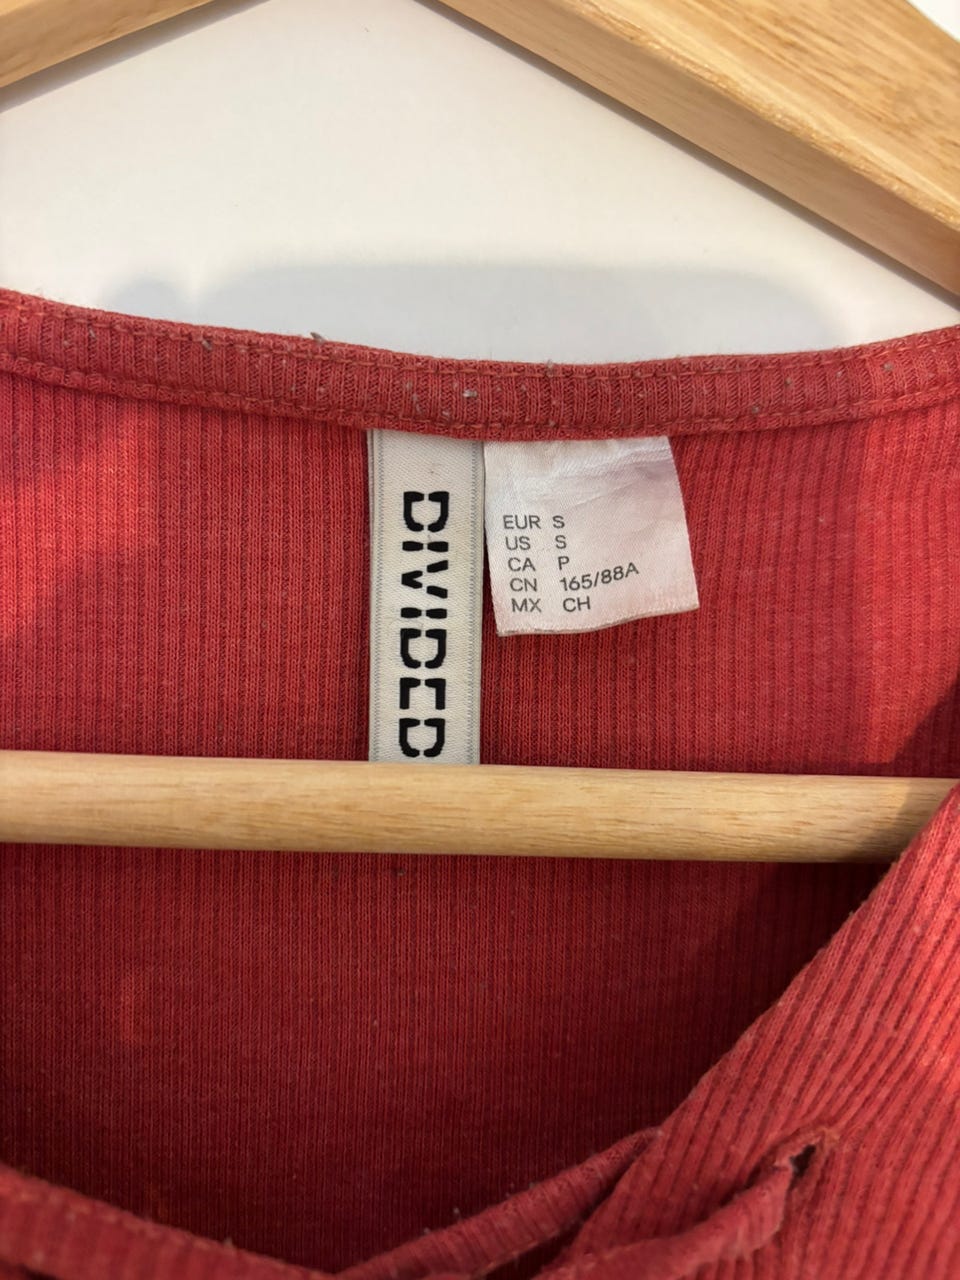 DIVIDED
EUR S
US S
CA P
CN 165/88A
MX CH